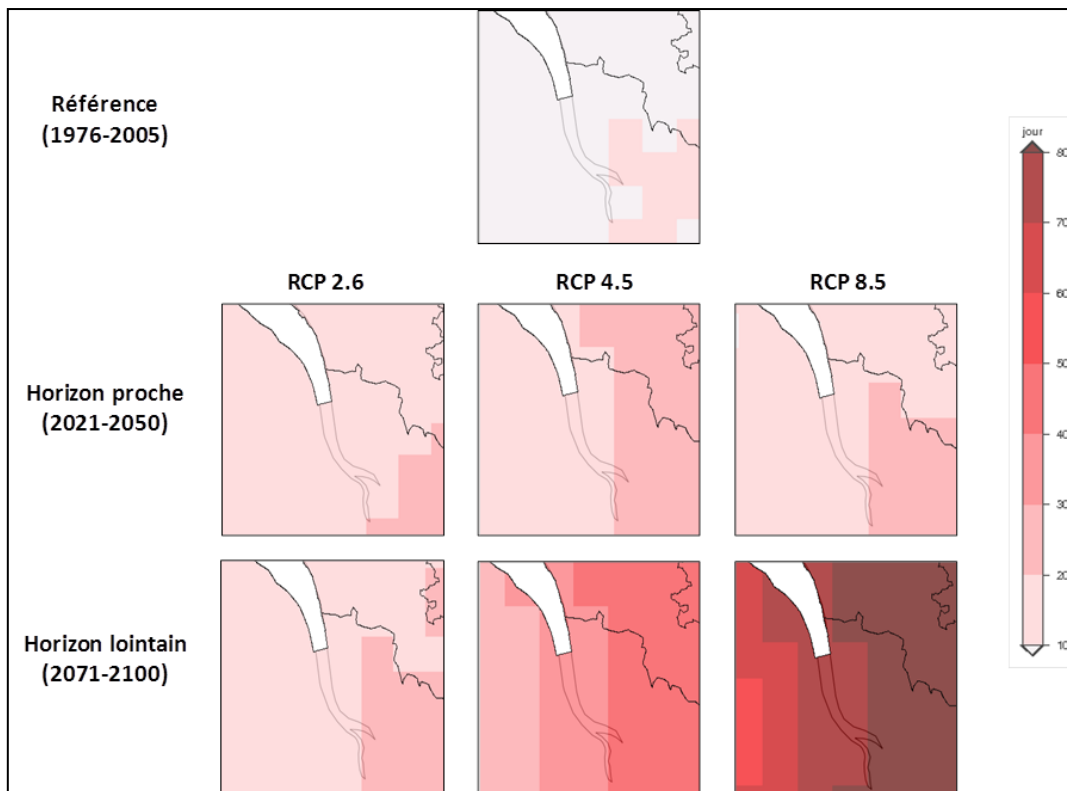 Référence
(1976-2005)
jour
80
70
60
50
40
30
20
10
RCP 2.6
RCP 4.5
RCP 8.5
Horizon proche
(2021-2050)
Horizon lointain
(2071-2100)